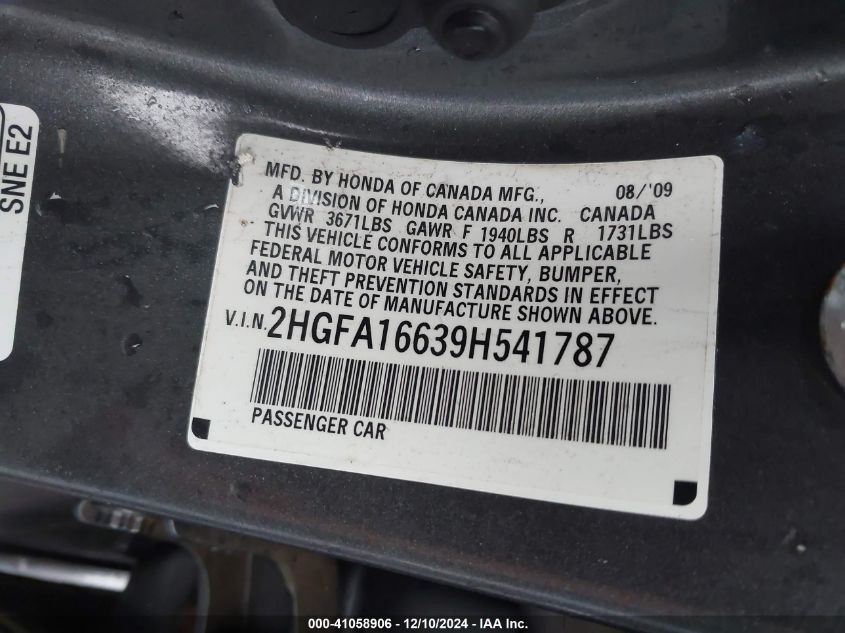 SNE E2
MFD. BY HONDA OF CANADA MFG., 08/'09
A DIVISION OF HONDA CANADA INC. CANADA
GVWR 3671LBS GAWR F 1940LBS R 1731LBS
THIS VEHICLE CONFORMS TO ALL APPLICABLE
FEDERAL MOTOR VEHICLE SAFETY, BUMPER,
AND THEFT PREVENTION STANDARDS IN EFFECT
ON THE DATE OF MANUFACTURE SHOWN ABOVE.
V.I.N. 2HGFA16639H541787
PASSENGER CAR
000-41058906 - 12/10/2024 - IEEAANSTS.COM.